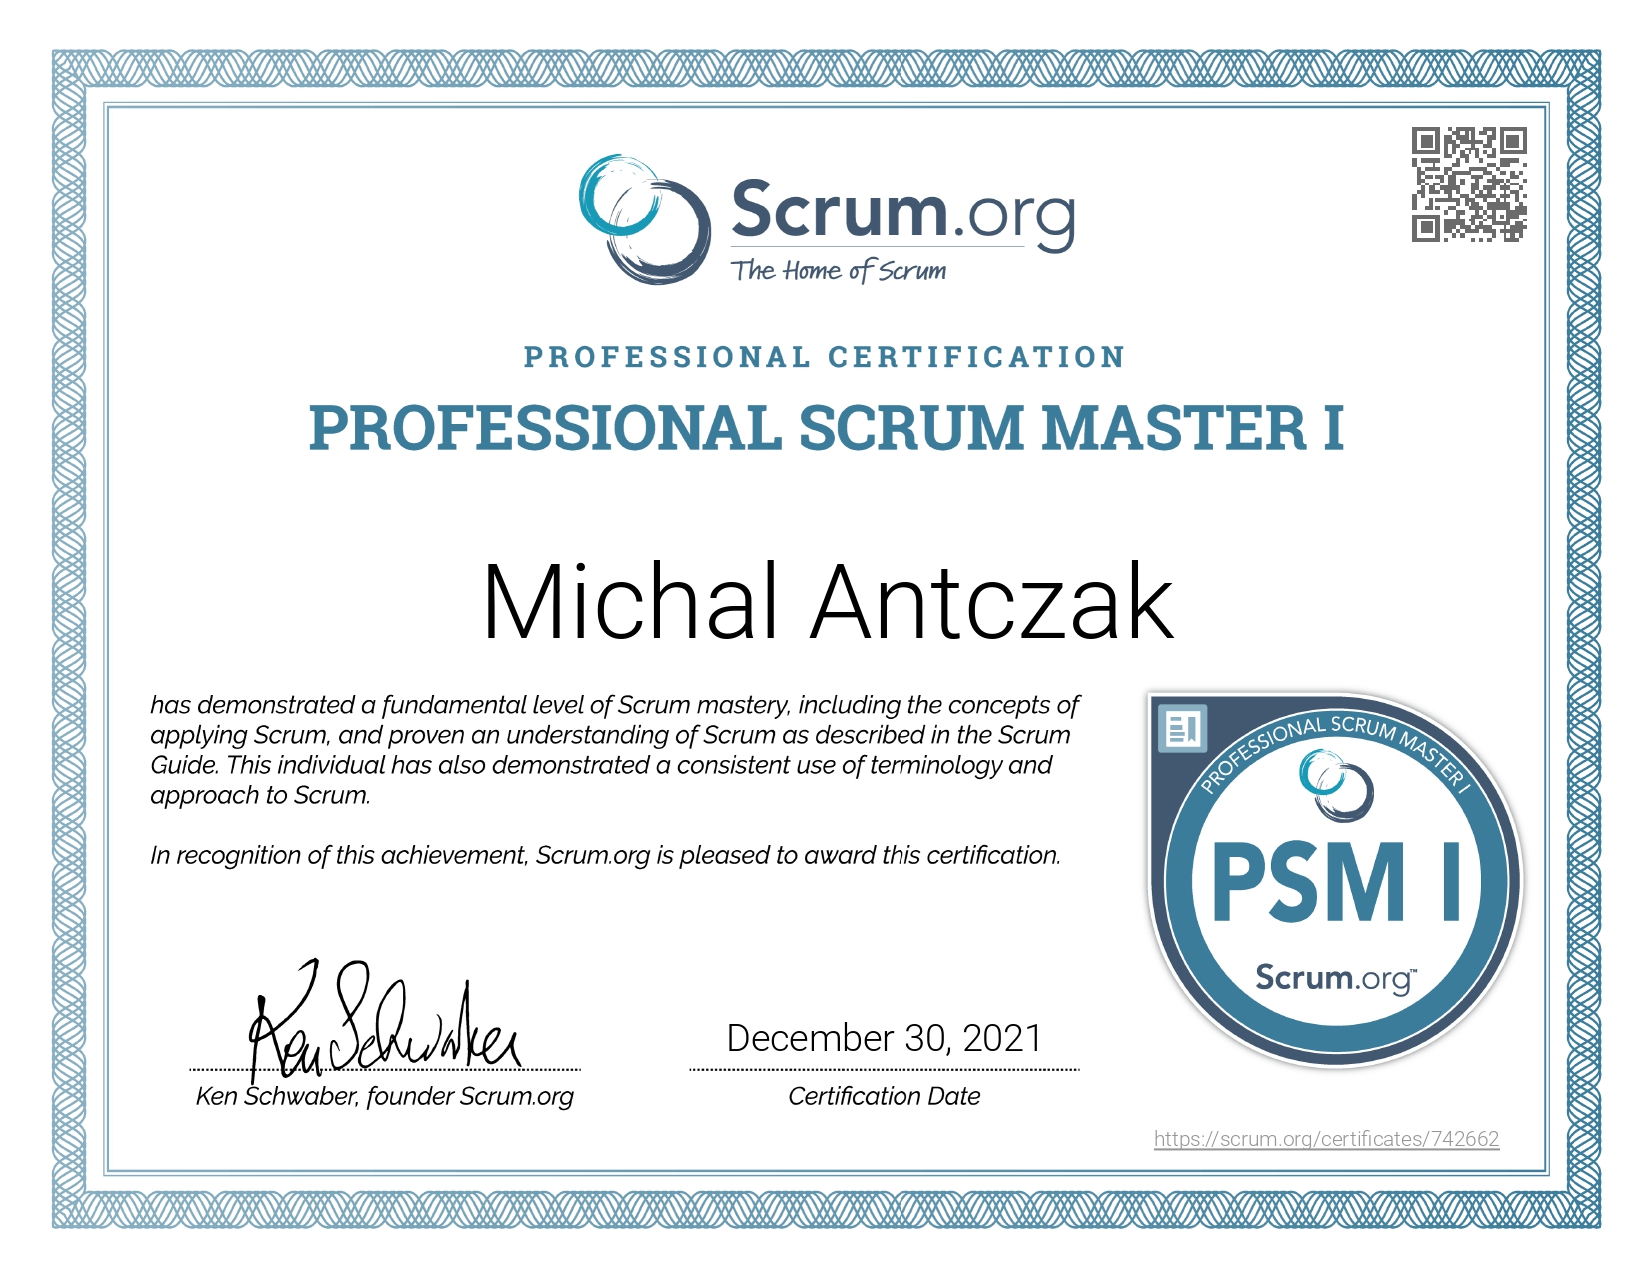 Scrum.org
The Home of Scrum
PROFESSIONAL CERTIFICATION
PROFESSIONAL SCRUM MASTER I
Michal Antczak
has demonstrated a fundamental level of Scrum mastery, including the concepts of
applying Scrum, and proven an understanding of Scrum as described in the Scrum
Guide. This individual has also demonstrated a consistent use of terminology and
approach to Scrum.
In recognition of this achievement, Scrum.org is pleased to award this certification.
PROFESSIONAL SCRUM MASTER I
PSM I
Scrum.org™
Ken Schwaber
Ken Schwaber, founder Scrum.org
December 30, 2021
Certification Date
https://scrum.org/certificates/742662